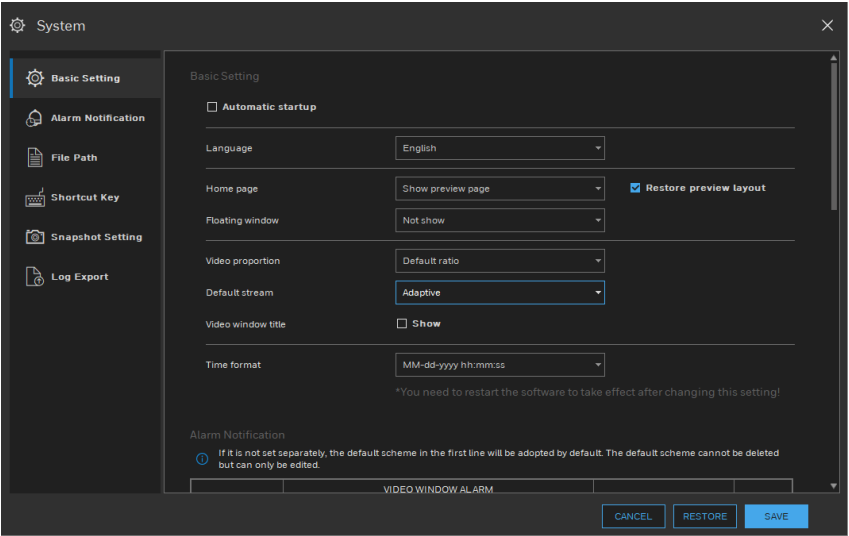 System
Basic Setting
Alarm Notification
File Path
Shortcut Key
Snapshot Setting
Log Export
Basic Setting
Automatic startup
Language English
Home page Show preview page Restore preview layout
Floating window Not show
Video proportion Default ratio
Default stream Adaptive
Video window title Show
Time format MM-dd-yyyy hh:mm:ss
*You need to restart the software to take effect after changing this setting!
Alarm Notification
If it is not set separately, the default scheme in the first line will be adopted by default. The default scheme cannot be deleted
but can only be edited.
VIDEO WINDOW ALARM
CANCEL RESTORE SAVE